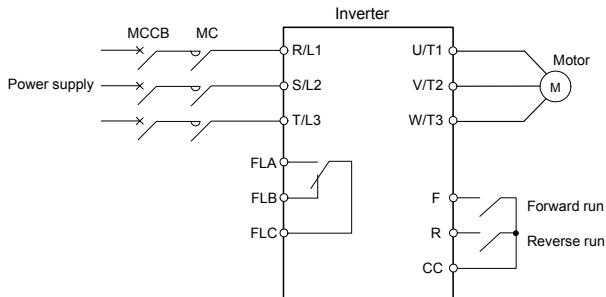 Inverter
MCCB MC
R/L1 U/T1
Motor
Power supply S/L2 V/T2 M
T/L3 W/T3
FLA
FLB F Forward run
FLC R Reverse run
CC